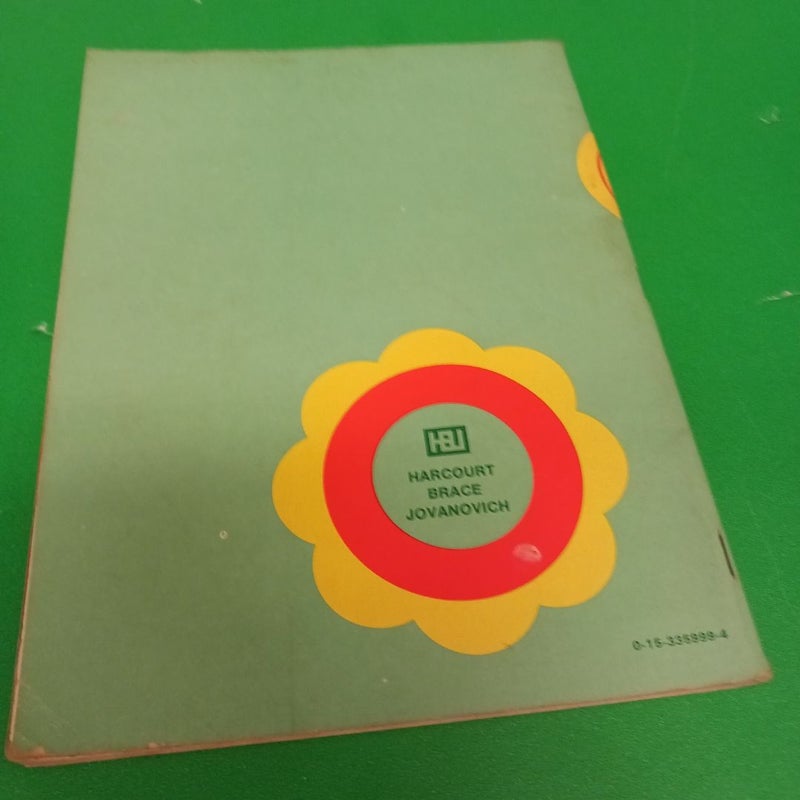 HBJ
HARCOURT
BRACE
JOVANOVICH
0-15-335999-4